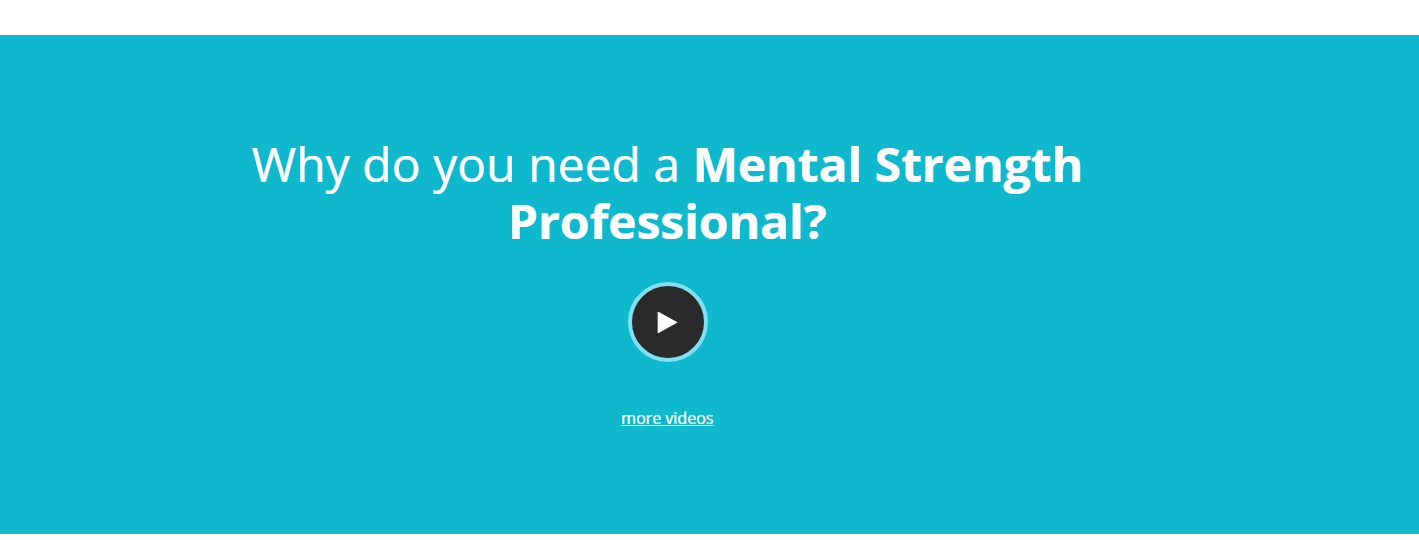 Why do you need a Mental Strength
Professional?
more videos